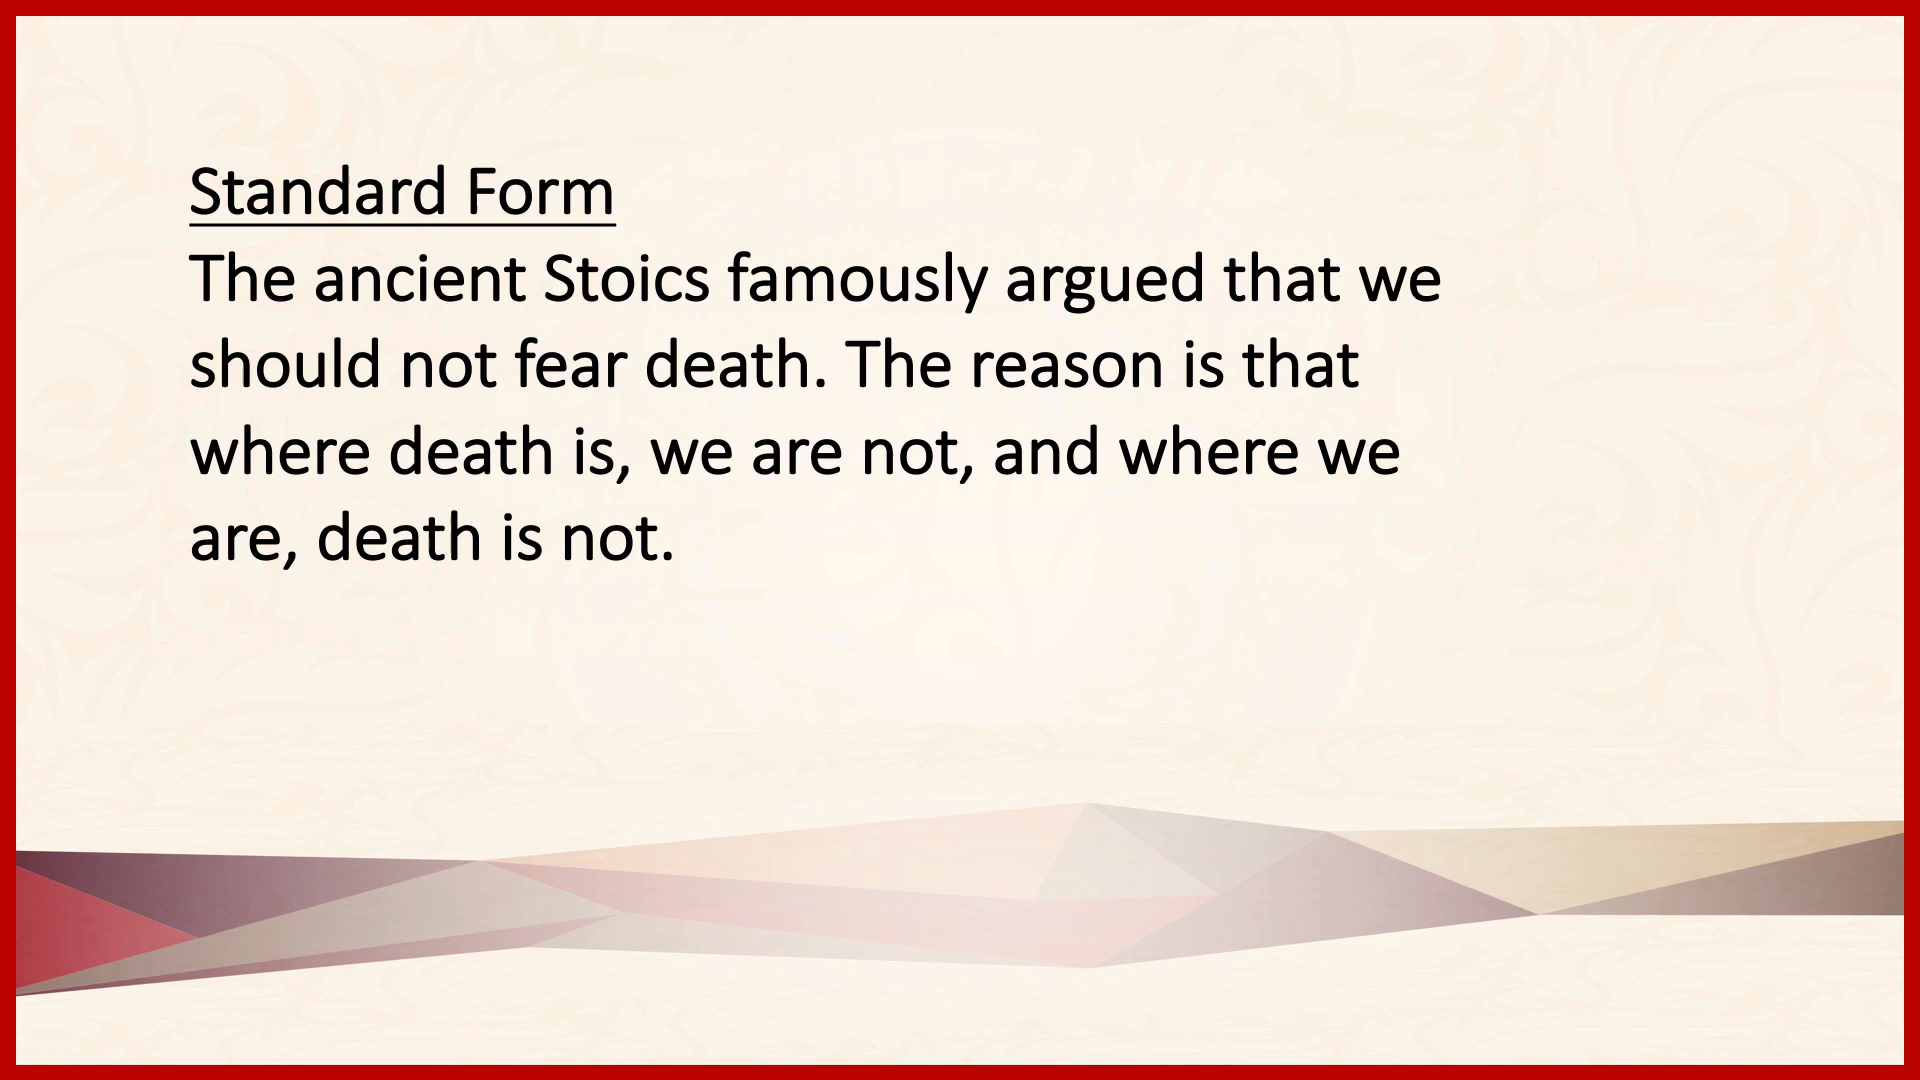 Standard Form
The ancient Stoics famously argued that we
should not fear death. The reason is that
where death is, we are not, and where we
are, death is not.